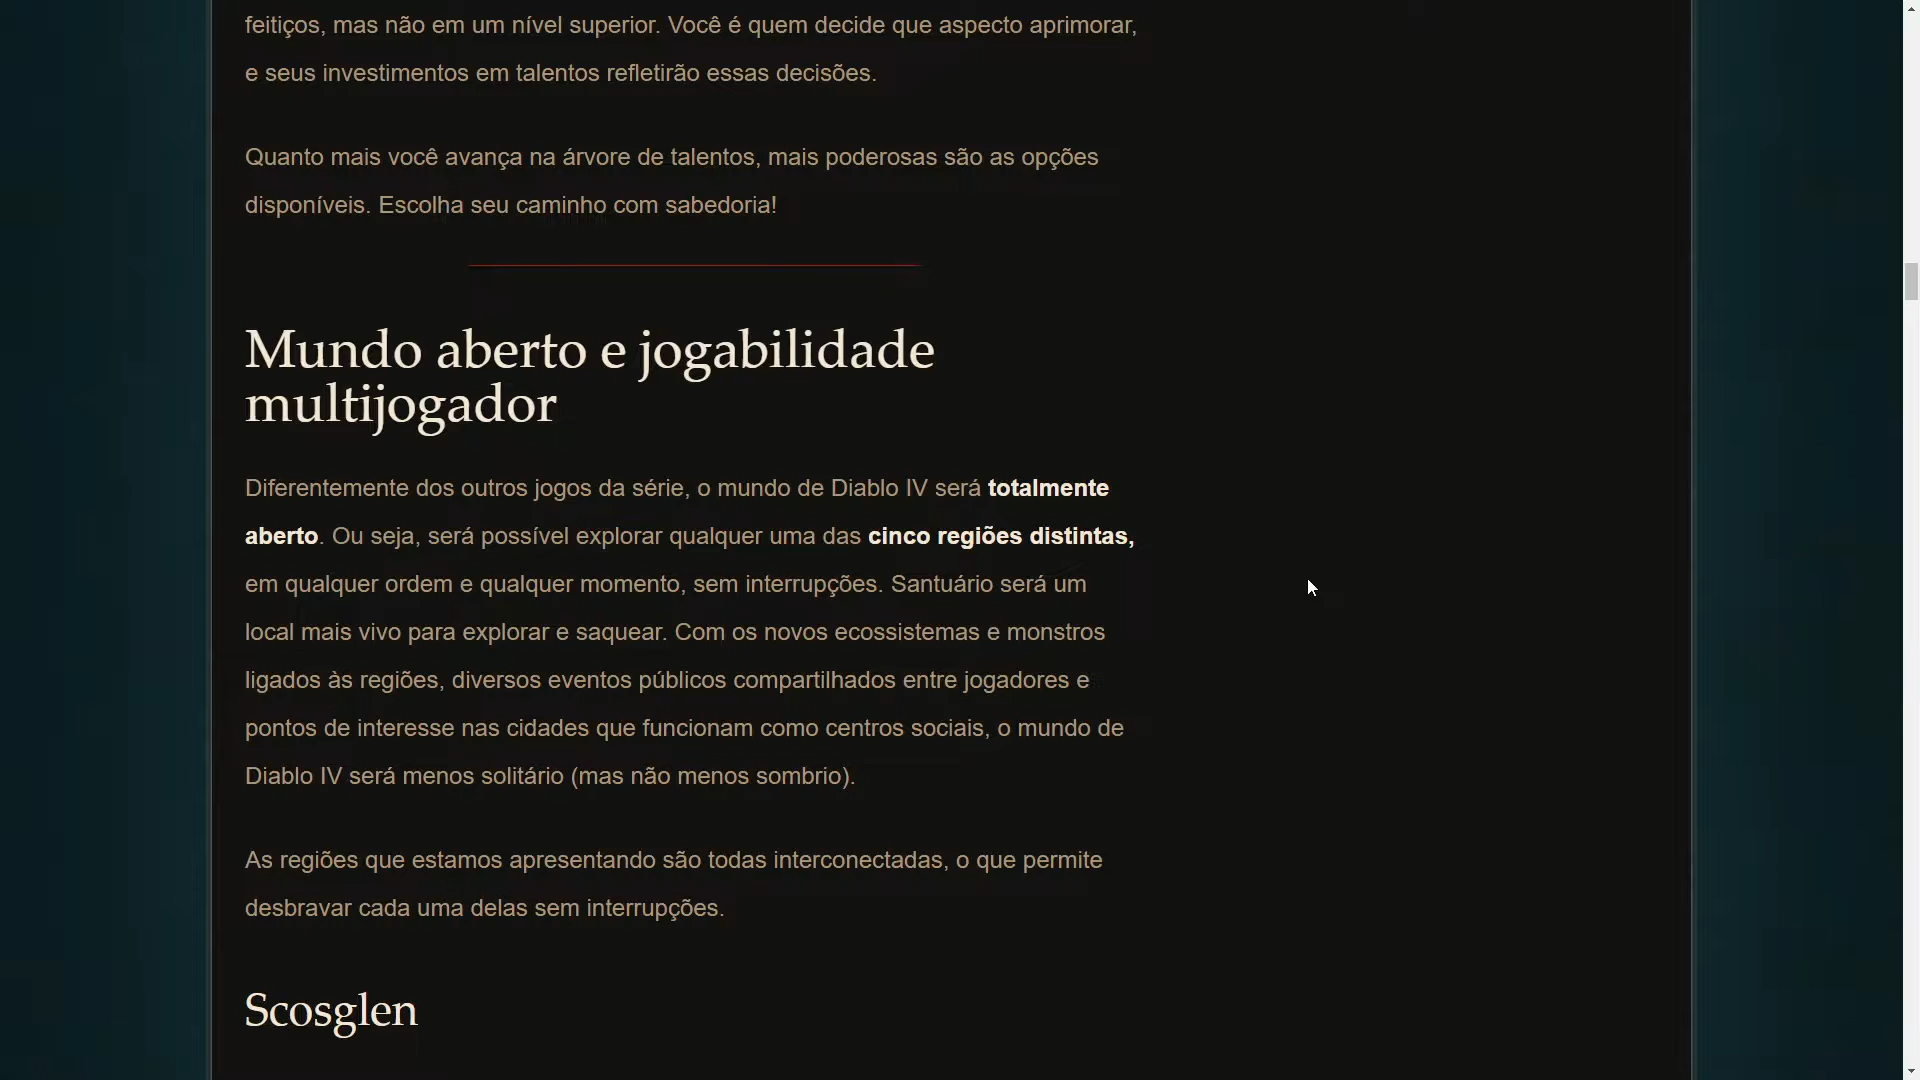 feitiços, mas não em um nível superior. Você é quem decide que aspecto aprimorar,
e seus investimentos em talentos refletirão essas decisões.
Quanto mais você avança na árvore de talentos, mais poderosas são as opções
disponíveis. Escolha seu caminho com sabedoria!
Mundo aberto e jogabilidade
multijogador
Diferentemente dos outros jogos da série, o mundo de Diablo IV será totalmente
aberto. Ou seja, será possível explorar qualquer uma das cinco regiões distintas,
em qualquer ordem e qualquer momento, sem interrupções. Santuário será um
local mais vivo para explorar e saquear. Com os novos ecossistemas e monstros
ligados às regiões, diversos eventos públicos compartilhados entre jogadores e
pontos de interesse nas cidades que funcionam como centros sociais, o mundo de
Diablo IV será menos solitário (mas não menos sombrio).
As regiões que estamos apresentando são todas interconectadas, o que permite
desbravar cada uma delas sem interrupções.
Scosglen